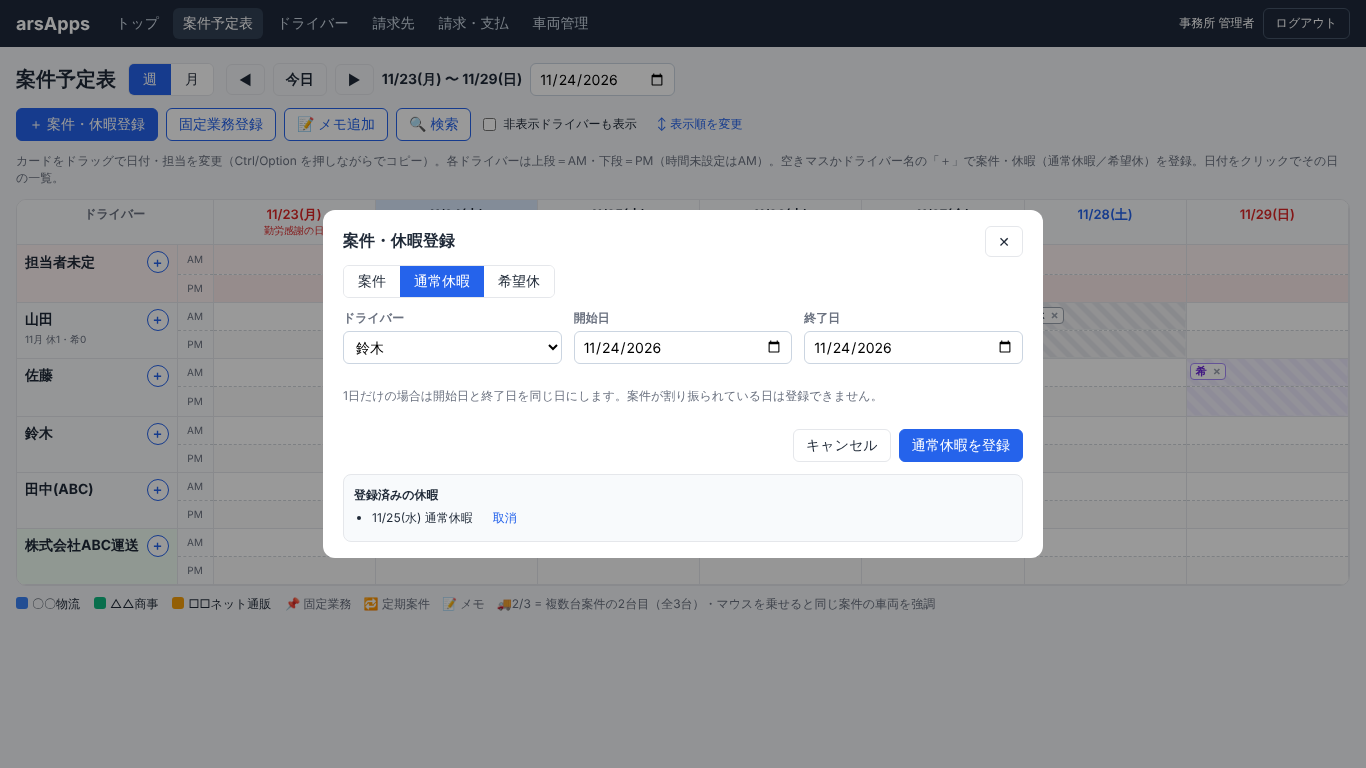 arsApps トップ 案件予定表 ドライバー 請求先 請求・支払 車両管理 事務所 管理者 ログアウト
案件予定表 週 月 ◀ 今日 ▶ 11/23(月) 〜 11/29(日) 11/24/2026
＋ 案件・休暇登録 固定業務登録 📝 メモ追加 🔍 検索 非表示ドライバーも表示 ↕ 表示順を変更
カードをドラッグで日付・担当を変更（Ctrl/Option を押しながらでコピー）。各ドライバーは上段＝AM・下段＝PM（時間未設定はAM）。空きマスかドライバー名の「＋」で案件・休暇（通常休暇／希望休）を登録。日付をクリックでその日
の一覧。
ドライバー 11/23(月) 11/28(土) 11/29(日)
勤労感謝の日
担当者未定 + AM
PM
山田 + AM ×
11月 休1・希0 PM
佐藤 + AM 希 ×
PM
鈴木 + AM
PM
田中(ABC) + AM
PM
株式会社ABC運送 + AM
PM
案件・休暇登録 ×
案件 通常休暇 希望休
ドライバー 開始日 終了日
鈴木 11/24/2026 11/24/2026
1日だけの場合は開始日と終了日を同じ日にします。案件が割り振られている日は登録できません。
キャンセル 通常休暇を登録
登録済みの休暇
• 11/25(水) 通常休暇 取消
〇〇物流 △△商事 □□ネット通販 📌 固定業務 🔁 定期案件 📝 メモ 🚚2/3 = 複数台案件の2台目（全3台）・マウスを乗せると同じ案件の車両を強調